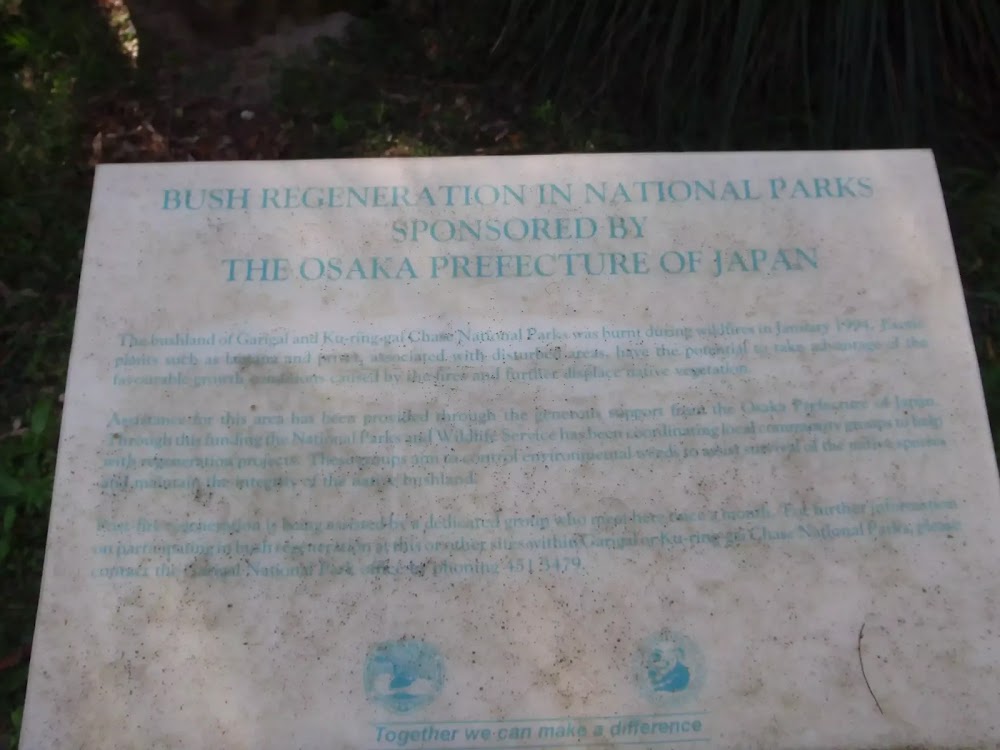 BUSH REGENERATION IN NATIONAL PARKS
SPONSORED BY
THE OSAKA PREFECTURE OF JAPAN
The bushland of Garigal and Ku-ring-gai Chase National Parks was burnt during wildfires in January 1994. Exotic
plants such as lantana and privet, associated with disturbed areas, have the potential to take advantage of the
favourable growth conditions caused by the fires and further displace native vegetation.
Assistance for this area has been provided through the generous support from the Osaka Prefecture of Japan.
Through this funding the National Parks and Wildlife Service has been coordinating local community groups to help
with regeneration projects. These groups aim to control environmental weeds to assist survival of the native species
and maintain the integrity of the native bushland.
Post-fire regeneration is being assisted by a dedicated group who meet here twice a month. For further information
on participating in bush regeneration at this or other sites within Garigal or Ku-ring-gai Chase National Parks, please
contact the Garigal National Park office by phoning 451 3479.
Together we can make a difference